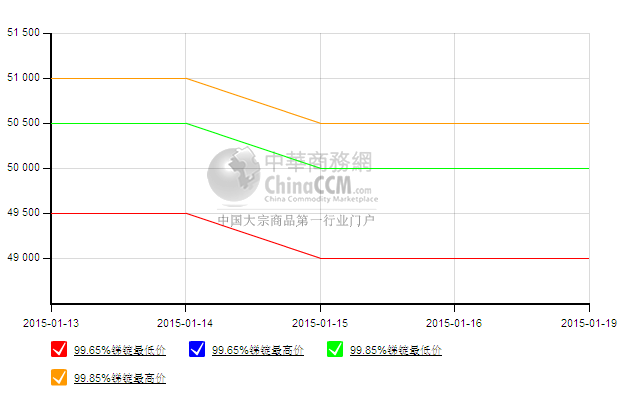 51 500
51 000
50 500
50 000
49 500
49 000
中華商務網
ChinaCCM.com
China Commodity Marketplace
中国大宗商品第一行业门户
2015-01-13 2015-01-14 2015-01-15 2015-01-16 2015-01-19
99.65%锑锭最低价 99.65%锑锭最高价 99.85%锑锭最低价
99.85%锑锭最高价